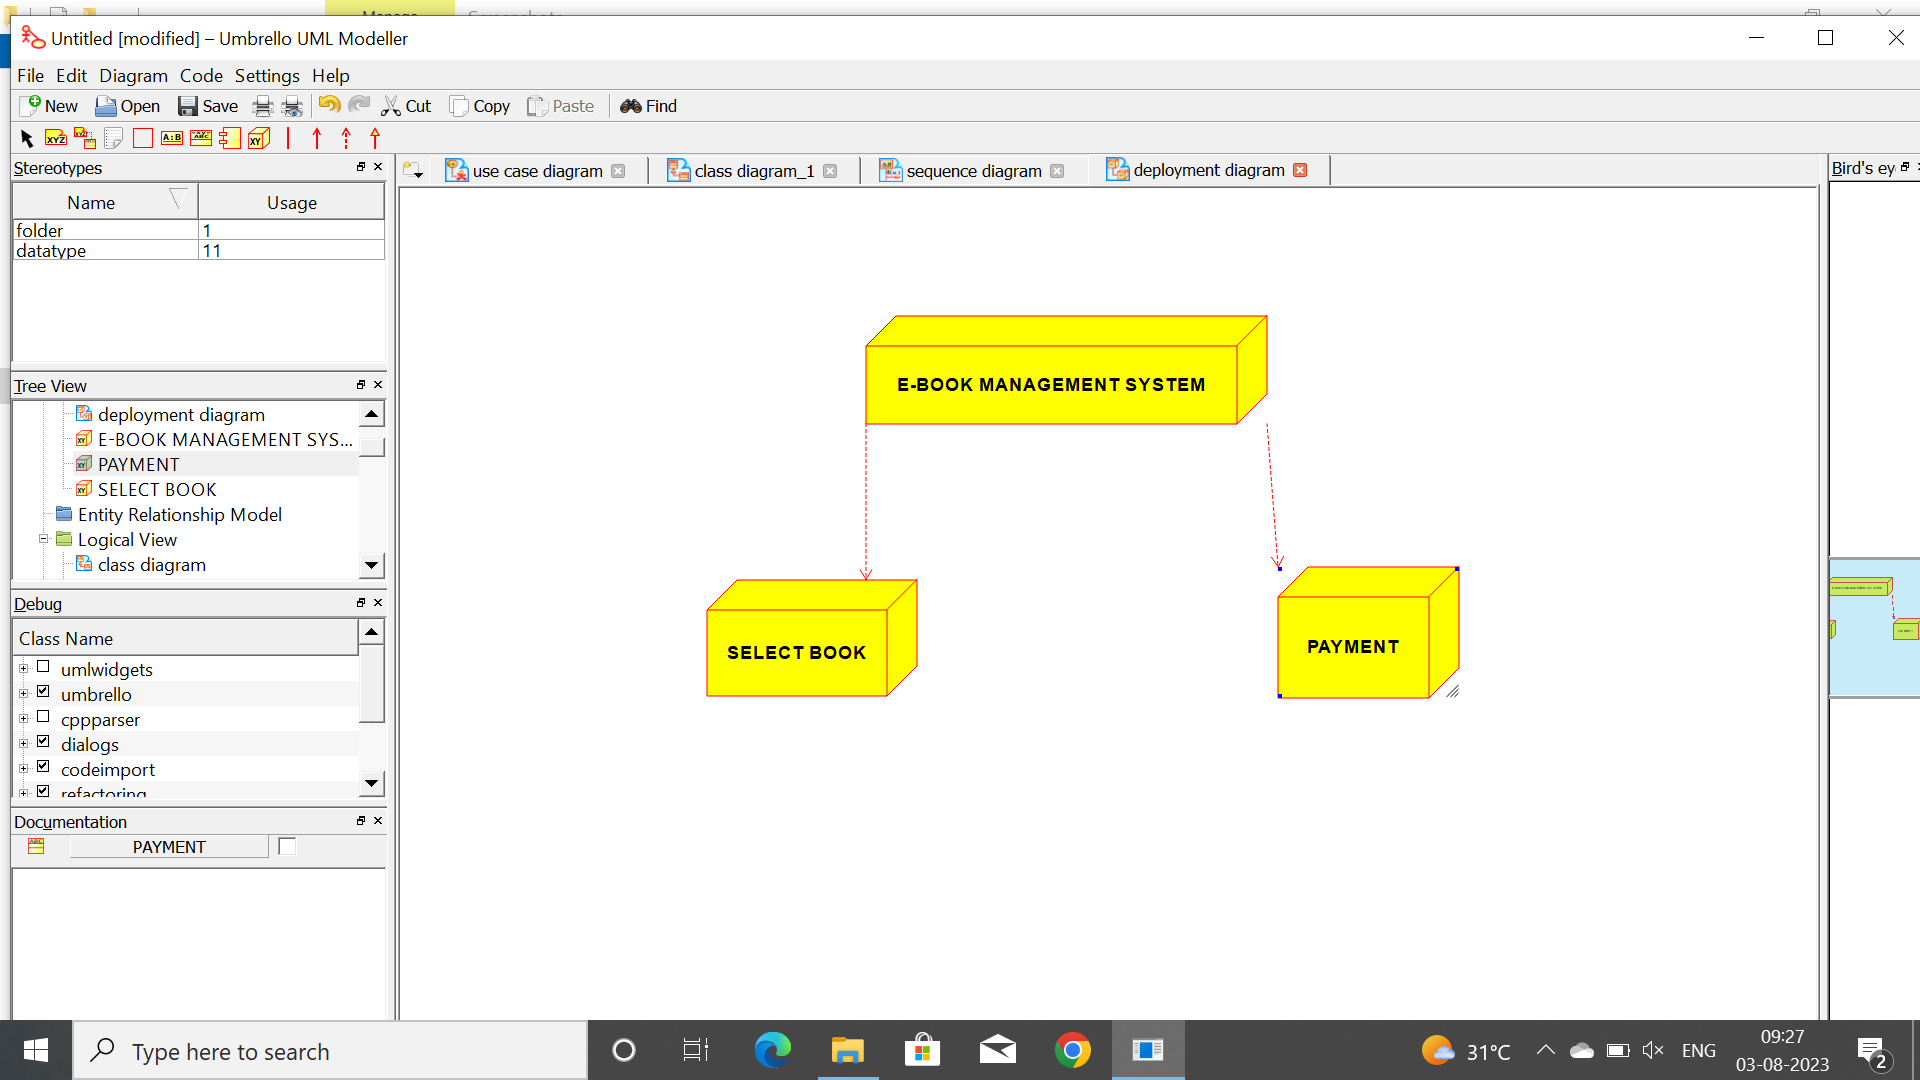 Manage
Screenshots
Untitled [modified] – Umbrello UML Modeller
File Edit Diagram Code Settings Help
New Open Save Cut Copy Paste Find
Stereotypes
Name Usage
folder 1
datatype 11
Tree View
deployment diagram
E-BOOK MANAGEMENT SYS...
PAYMENT
SELECT BOOK
Entity Relationship Model
Logical View
class diagram
Debug
Class Name
umlwidgets
umbrello
cppparser
dialogs
codeimport
refactoring
Documentation
PAYMENT
use case diagram class diagram_1 sequence diagram deployment diagram
E-BOOK MANAGEMENT SYSTEM
SELECT BOOK
PAYMENT
Bird's ey
Type here to search
31°C
ENG
09:27
03-08-2023
2